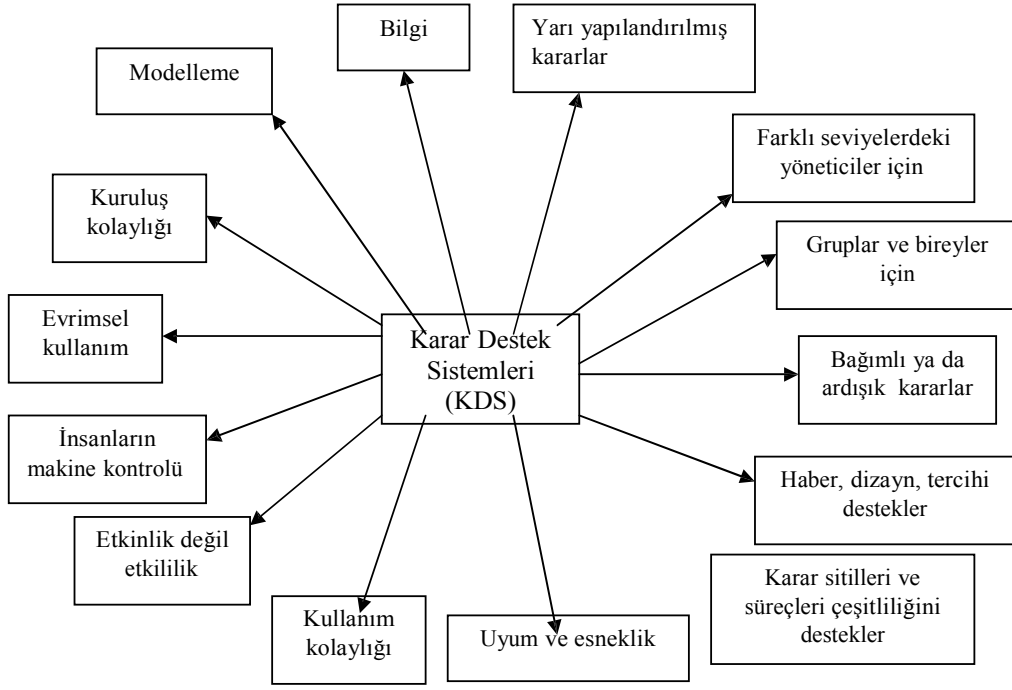 Bilgi
Yarı yapılandırılmış
kararlar
Modelleme
Farklı seviyelerdeki
yöneticiler için
Kuruluş
kolaylığı
Gruplar ve bireyler
için
Evrimsel
kullanım
Karar Destek
Sistemleri
(KDS)
Bağımlı ya da
ardışık kararlar
İnsanların
makine kontrolü
Haber, dizayn, tercihi
destekler
Etkinlik değil
etkililik
Karar sitilleri ve
süreçleri çeşitliliğini
destekler
Kullanım
kolaylığı
Uyum ve esneklik